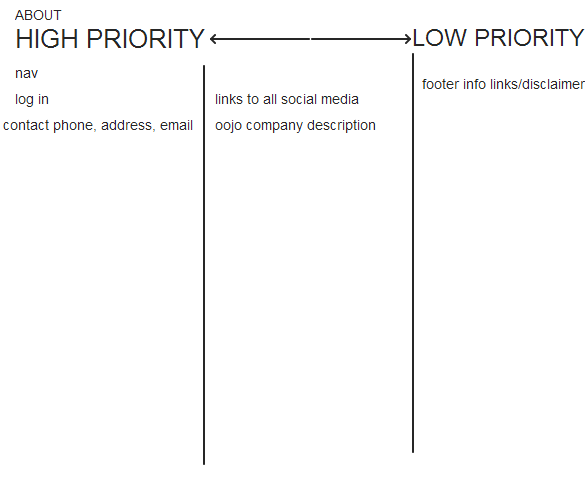 ABOUT
HIGH PRIORITY
LOW PRIORITY
nav
log in
contact phone, address, email
links to all social media
oojo company description
footer info links/disclaimer